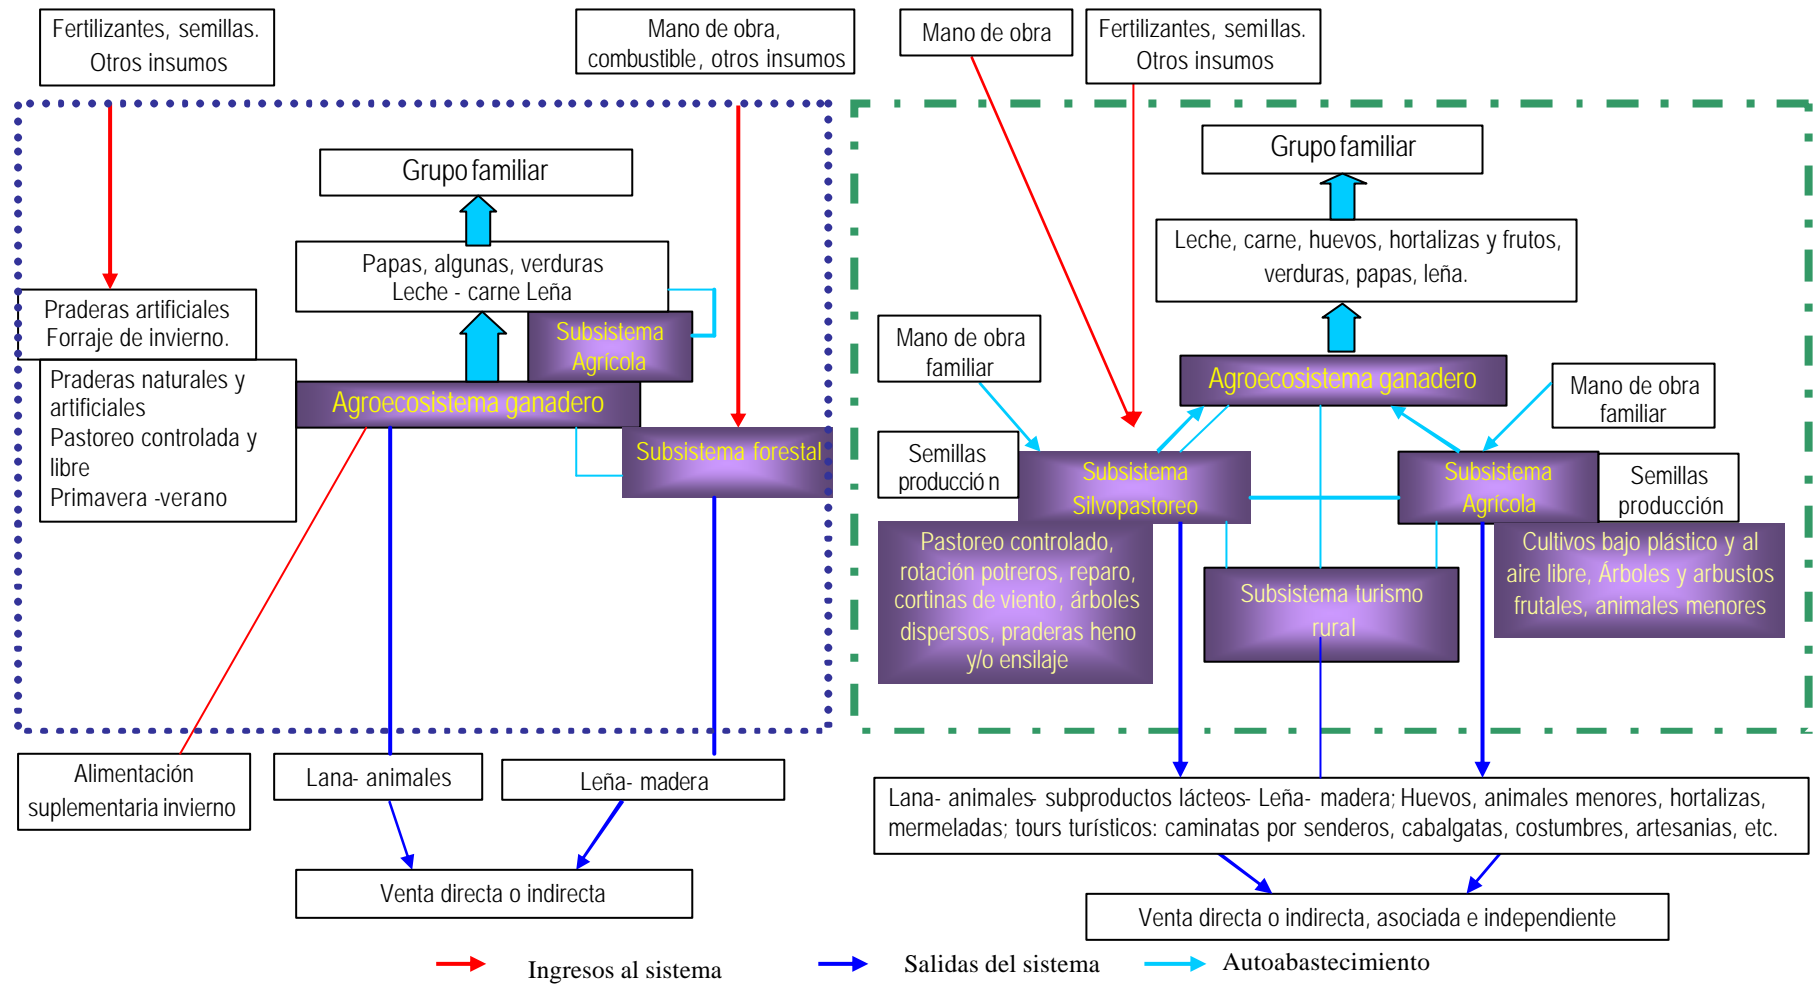 Fertilizantes, semillas.
Otros insumos
Mano de obra,
combustible, otros insumos
Grupo familiar
Papas, algunas, verduras
Leche - carne Leña
Praderas artificiales
Forraje de invierno.
Subsistema
Agrícola
Praderas naturales y
artificiales
Pastoreo controlada y
libre
Primavera -verano
Agroecosistema ganadero
Subsistema forestal
Alimentación
suplementaria invierno
Lana- animales
Leña- madera
Venta directa o indirecta
Mano de obra
Fertilizantes, semillas.
Otros insumos
Grupo familiar
Leche, carne, huevos, hortalizas y frutos,
verduras, papas, leña.
Mano de obra
familiar
Agroecosistema ganadero
Mano de obra
familiar
Semillas
producción
Subsistema
Silvopastoreo
Subsistema
Agrícola
Semillas
producción
Pastoreo controlado,
rotación potreros, reparo,
cortinas de viento, árboles
dispersos, praderas heno
y/o ensilaje
Subsistema turismo
rural
Cultivos bajo plástico y al
aire libre, Árboles y arbustos
frutales, animales menores
Lana- animales- subproductos lácteos- Leña- madera; Huevos, animales menores, hortalizas,
mermeladas; tours turísticos: caminatas por senderos, cabalgatas, costumbres, artesanias, etc.
Venta directa o indirecta, asociada e independiente
Ingresos al sistema
Salidas del sistema
Autoabastecimiento